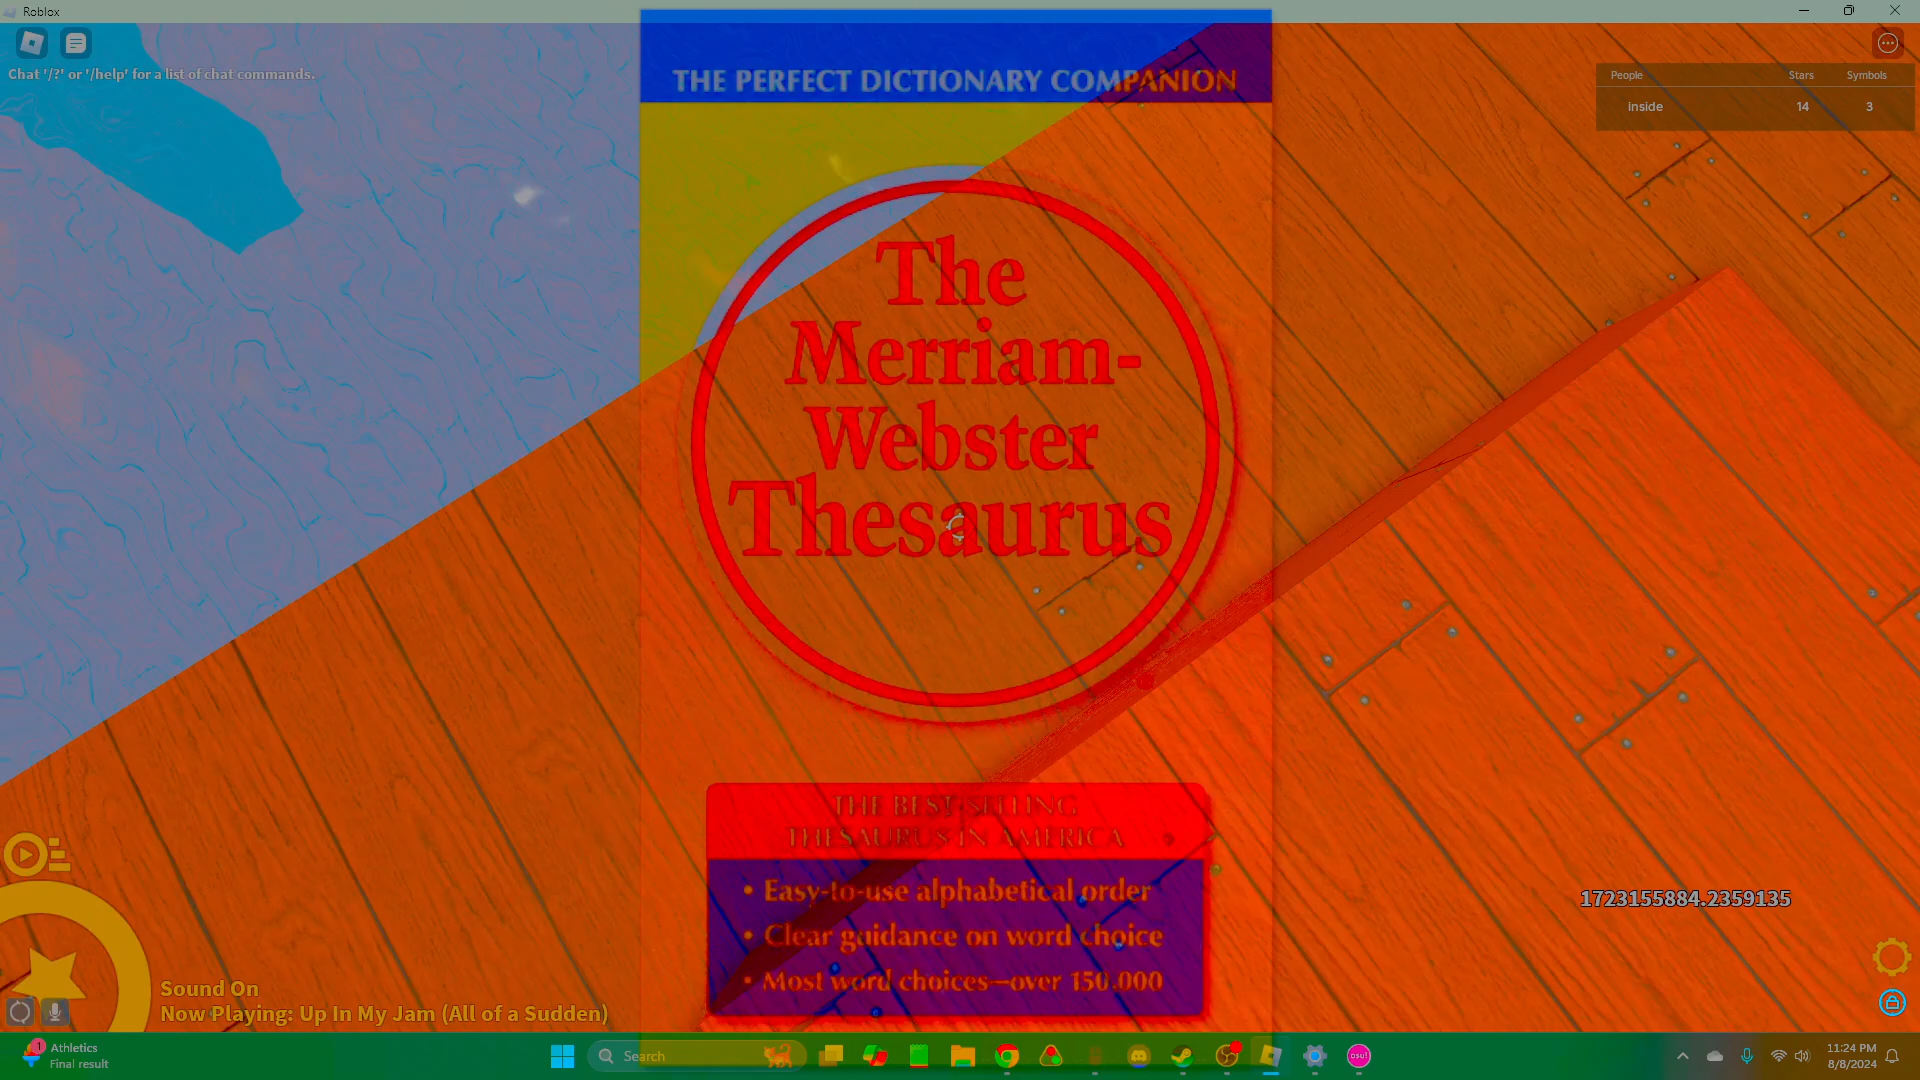 Roblox
Chat '/?' or '/help' for a list of chat commands.
People Stars Symbols
inside 14 3
THE PERFECT DICTIONARY COMPANION
The
Merriam-
Webster
Thesaurus
THE BEST-SELLING
THESAURUS IN AMERICA
• Easy-to-use alphabetical order
• Clear guidance on word choice
• Most word choices—over 150,000
1723155884.2359135
Sound On
Now Playing: Up In My Jam (All of a Sudden)
1
Athletics
Final result
Search
osu!
11:24 PM
8/8/2024